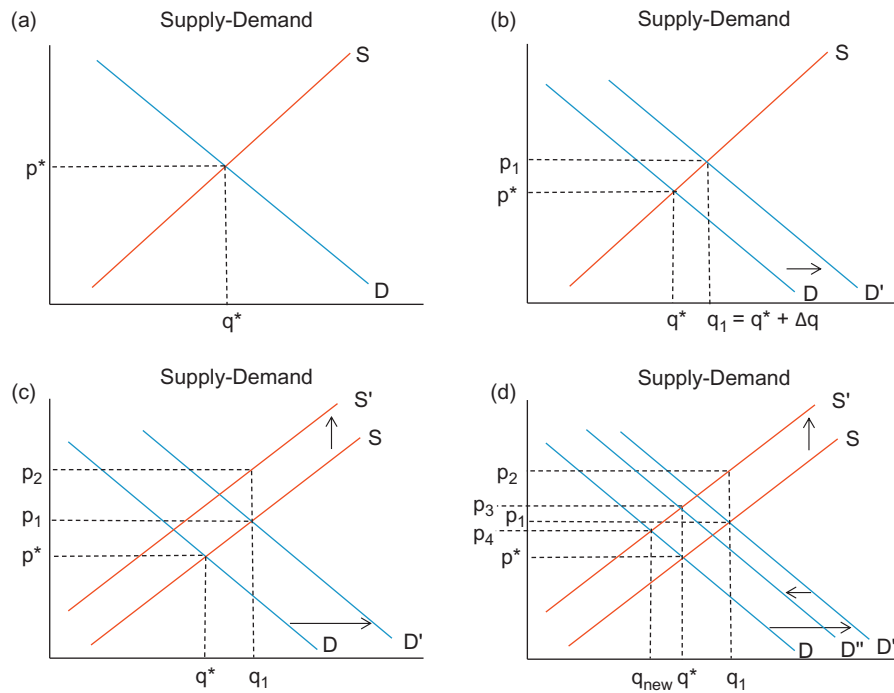 (a)
Supply-Demand
S
p*
D
q*
(b)
Supply-Demand
S
p₁
p*
D
D'
q*
q₁ = q* + Δq
(c)
Supply-Demand
S'
S
p₂
p₁
p*
D
D'
q*
q₁
(d)
Supply-Demand
S'
S
p₂
p₃
p₁
p₄
p*
D
D''
D'
qnew
q*
q₁